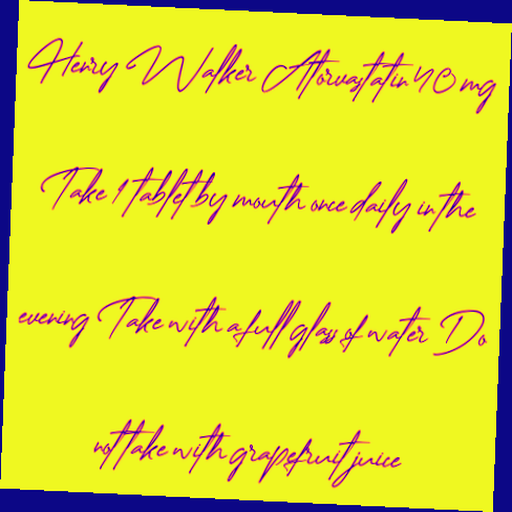 Henry Walker Atorvastatin 40 mg
Take 1 tablet by mouth once daily in the
evening Take with a full glass of water Do
not take with grapefruit juice